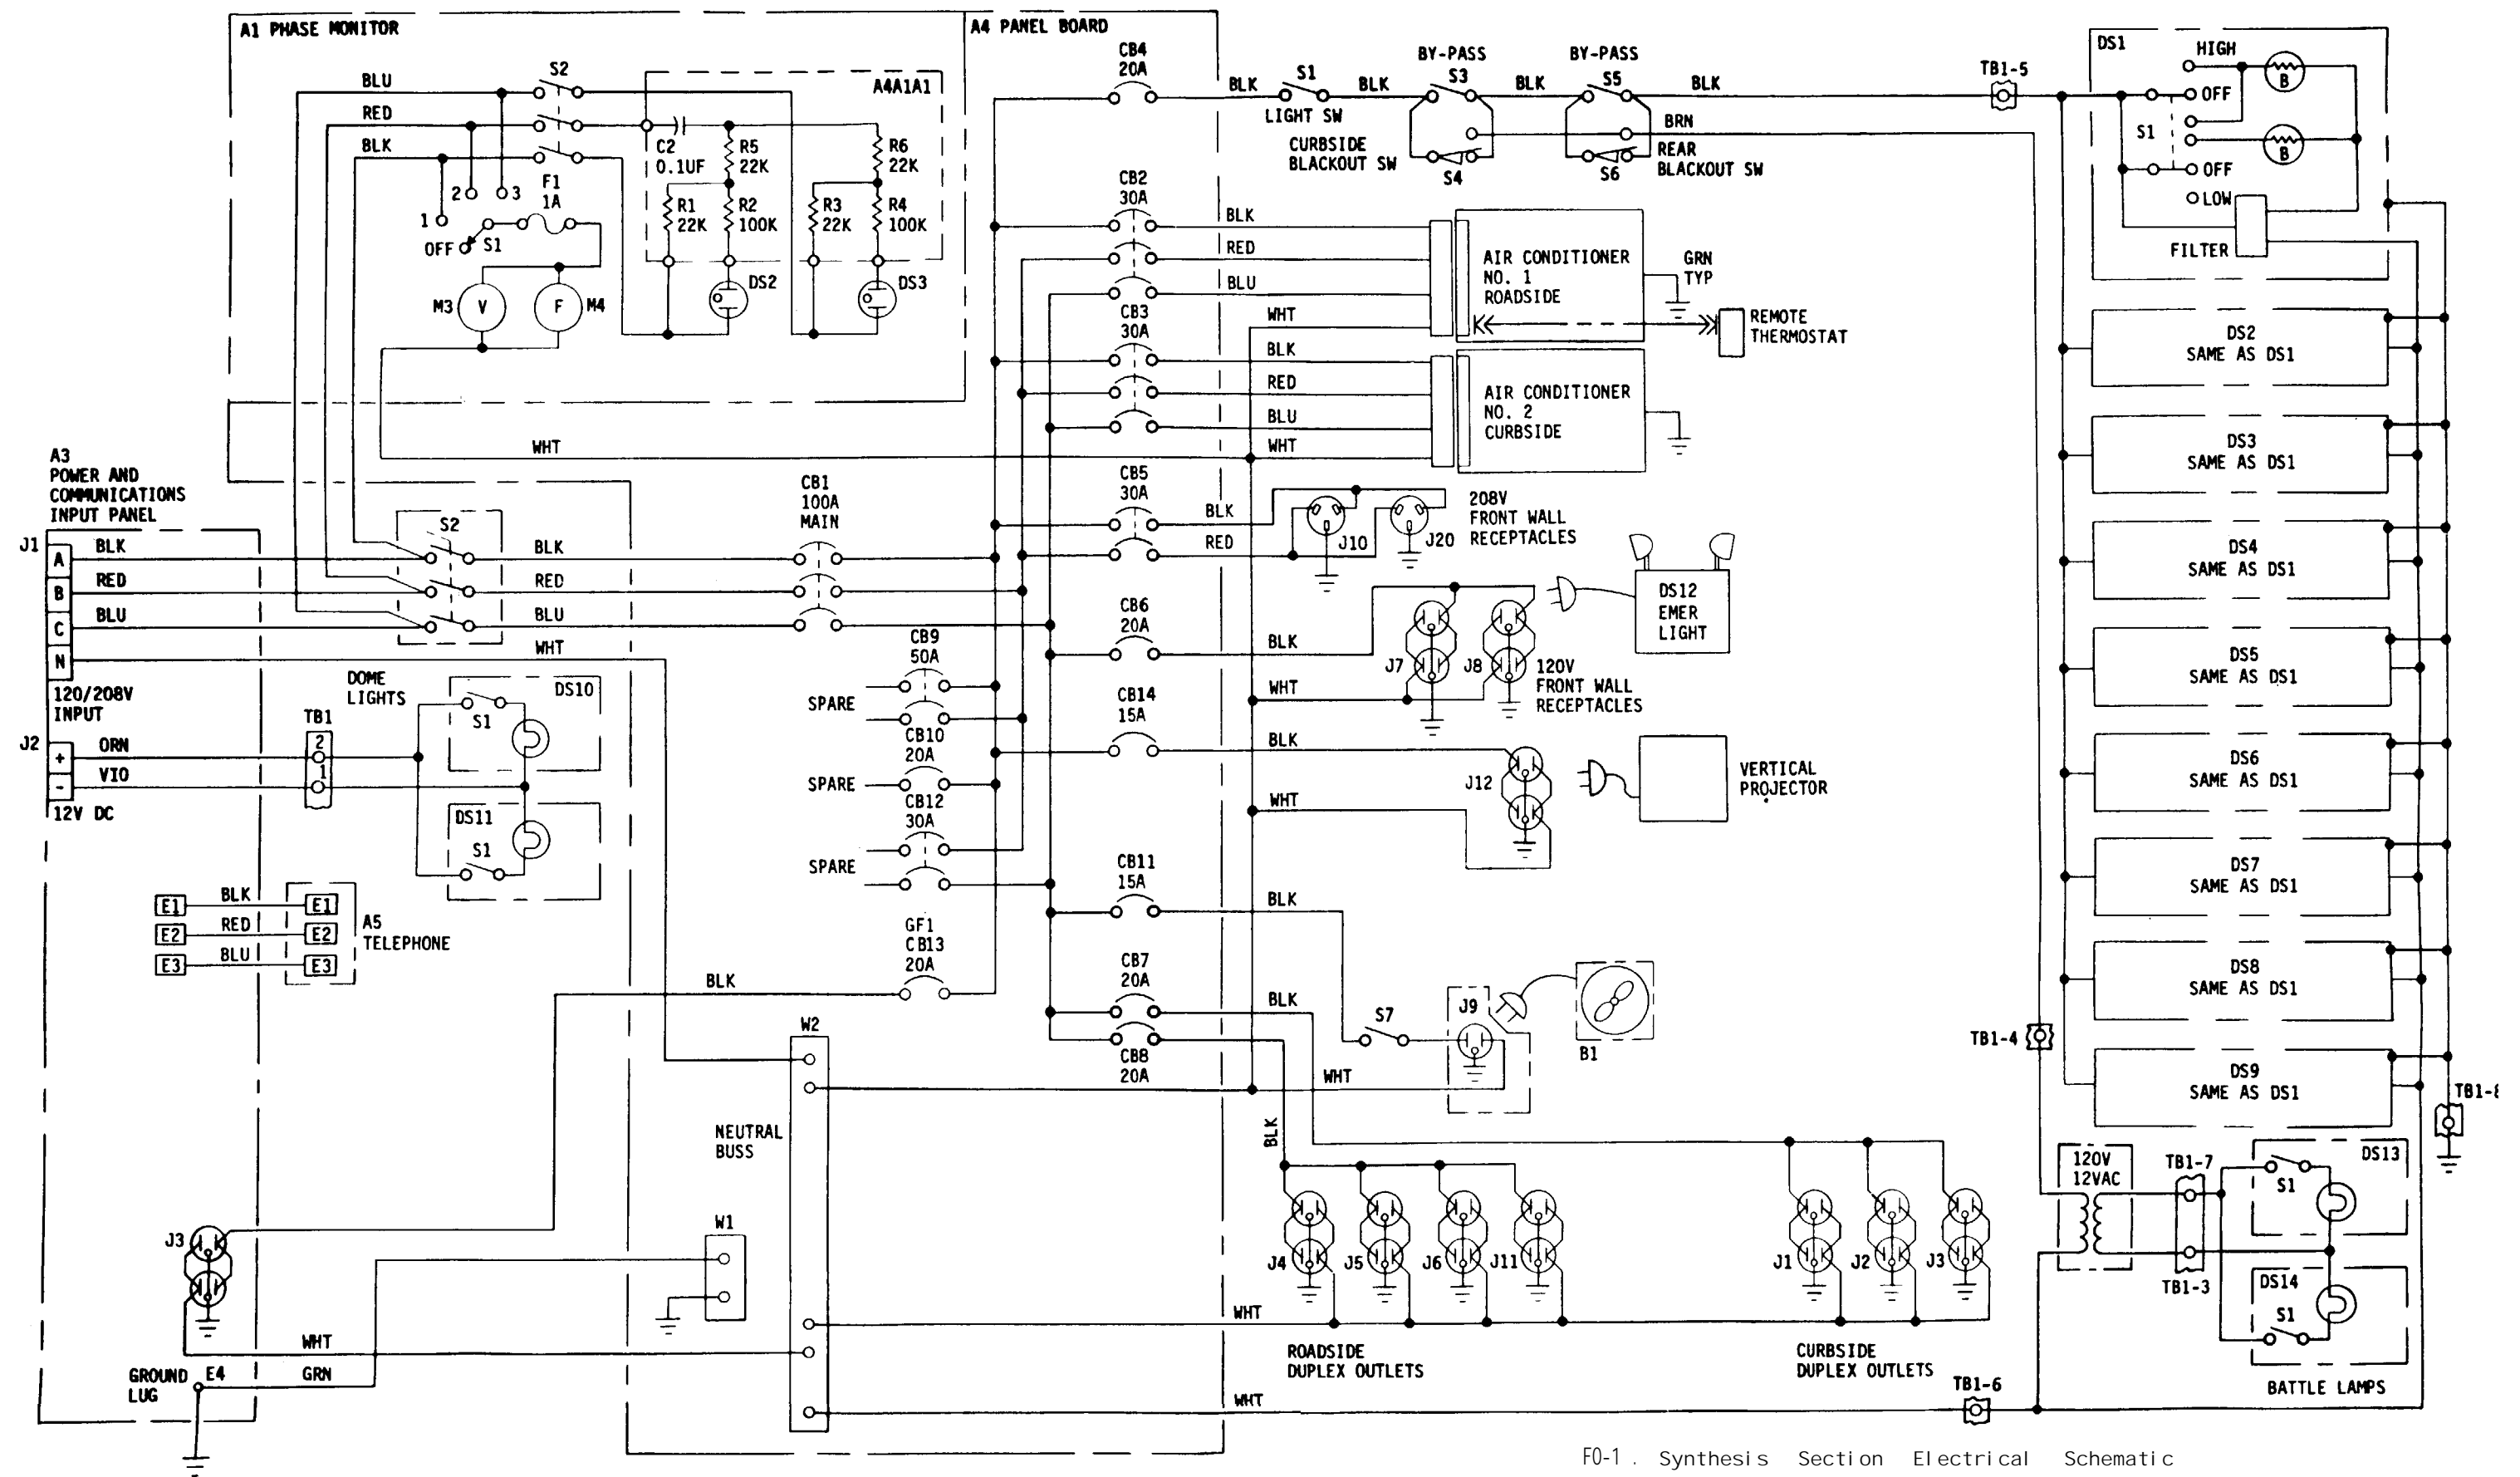 A1 PHASE MONITOR
A4 PANEL BOARD
BLU
RED
BLK
S2
A4A1A1
C2
0.1UF
R5
22K
R6
22K
R1
22K
R2
100K
R3
22K
R4
100K
DS2
DS3
1
2
3
F1
1A
OFF
S1
M3
V
F
M4
WHT
A3
POWER AND
COMMUNICATIONS
INPUT PANEL
J1
A
BLK
B
RED
C
BLU
N
S2
BLK
RED
BLU
WHT
CB1
100A
MAIN
120/208V
INPUT
J2
+
ORN
-
VIO
12V DC
TB1
2
1
DOME
LIGHTS
DS10
S1
DS11
S1
E1
BLK
E1
E2
RED
E2
E3
BLU
E3
A5
TELEPHONE
CB9
50A
SPARE
CB10
20A
SPARE
CB12
30A
SPARE
GF1
CB13
20A
BLK
W2
NEUTRAL
BUSS
W1
J3
WHT
GROUND
LUG
E4
GRN
CB4
20A
BLK
S1
LIGHT SW
BLK
BY-PASS
S3
CURBSIDE
BLACKOUT SW
S4
BLK
BY-PASS
S5
BLK
BRN
REAR
BLACKOUT SW
S6
TB1-5
CB2
30A
BLK
RED
BLU
WHT
AIR CONDITIONER
NO. 1
ROADSIDE
GRN
TYP
REMOTE
THERMOSTAT
CB3
30A
BLK
RED
BLU
WHT
AIR CONDITIONER
NO. 2
CURBSIDE
CB5
30A
BLK
RED
J10
J20
208V
FRONT WALL
RECEPTACLES
CB6
20A
BLK
WHT
J7
J8
120V
FRONT WALL
RECEPTACLES
DS12
EMER
LIGHT
CB14
15A
BLK
WHT
J12
VERTICAL
PROJECTOR
CB11
15A
BLK
S7
J9
B1
WHT
CB7
20A
BLK
CB8
20A
BLK
J4
J5
J6
J11
J1
J2
J3
WHT
ROADSIDE
DUPLEX OUTLETS
CURBSIDE
DUPLEX OUTLETS
WHT
TB1-6
DS1
HIGH
B
OFF
S1
B
OFF
LOW
FILTER
DS2
SAME AS DS1
DS3
SAME AS DS1
DS4
SAME AS DS1
DS5
SAME AS DS1
DS6
SAME AS DS1
DS7
SAME AS DS1
DS8
SAME AS DS1
DS9
SAME AS DS1
TB1-4
TB1-8
120V
12VAC
TB1-7
TB1-3
DS13
S1
DS14
S1
BATTLE LAMPS
FO-1. Synthesis Section Electrical Schematic